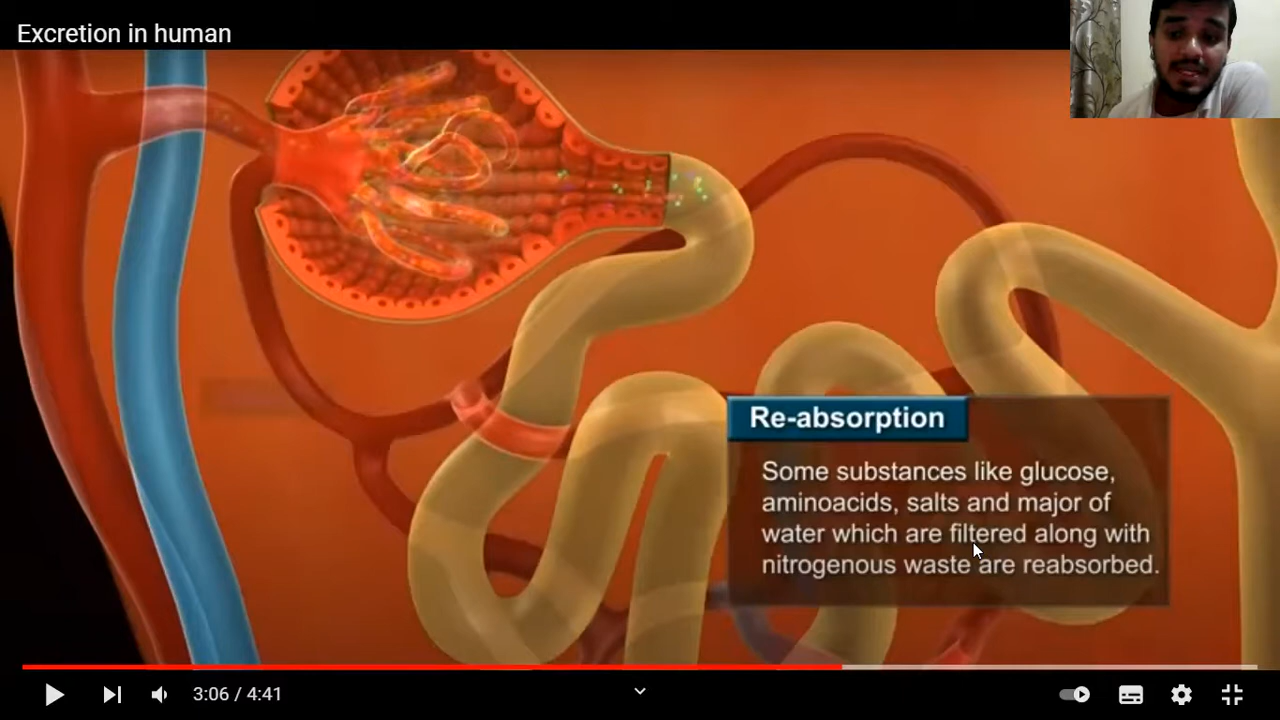 Excretion in human
Re-absorption
Some substances like glucose,
aminoacids, salts and major of
water which are filtered along with
nitrogenous waste are reabsorbed.
3:06 / 4:41